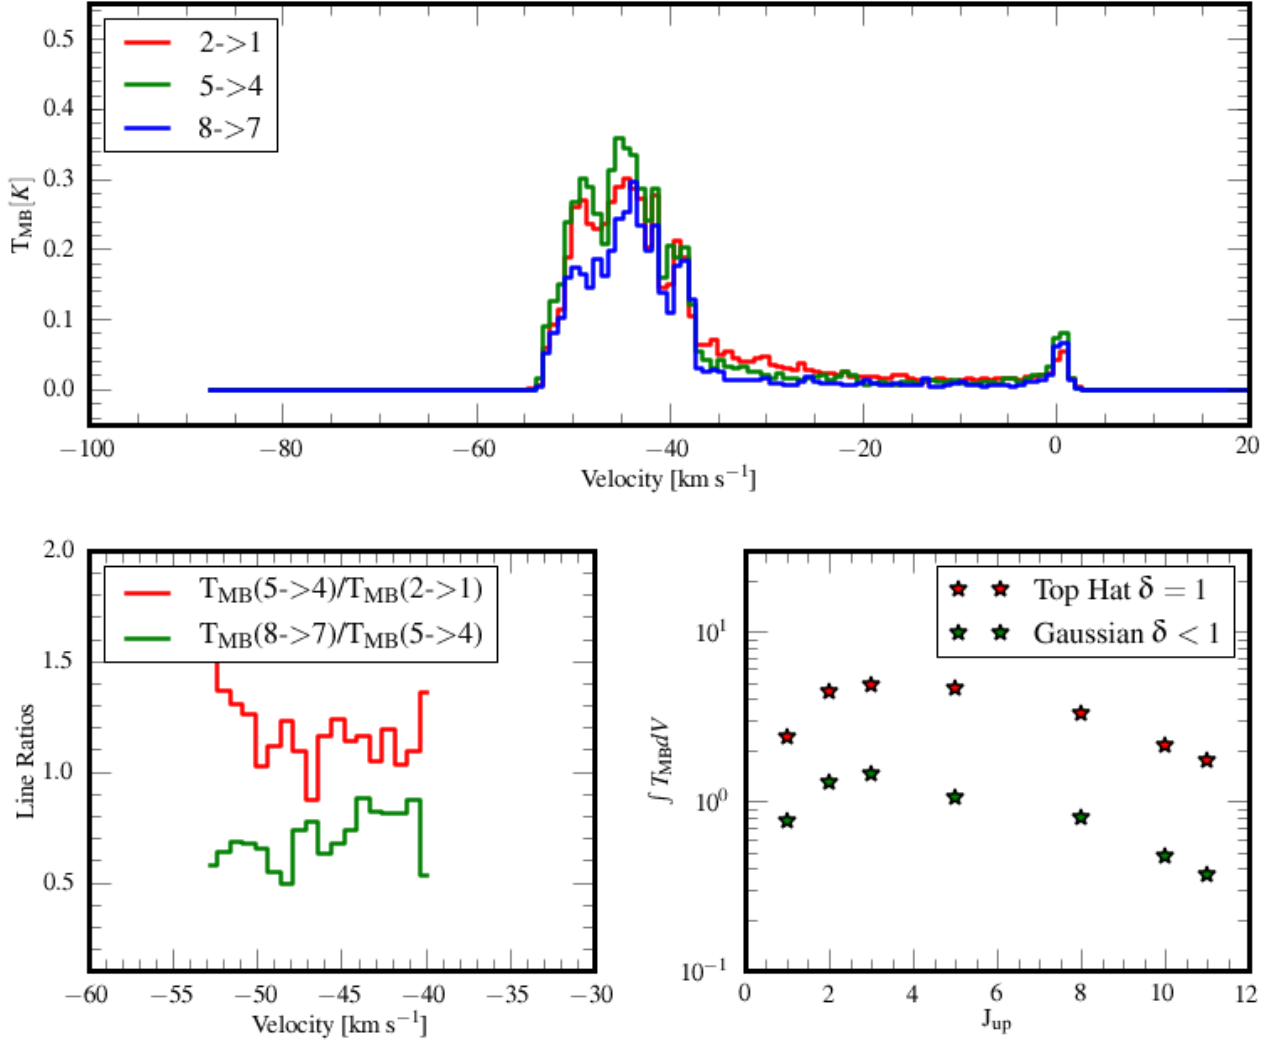 0.5
0.4
0.3
0.2
0.1
0.0
T_MB[K]
2->1
5->4
8->7
−100 −80 −60 −40 −20 0 20
Velocity [km s⁻¹]
2.0
1.5
1.0
0.5
Line Ratios
T_MB(5->4)/T_MB(2->1)
T_MB(8->7)/T_MB(5->4)
−60 −55 −50 −45 −40 −35 −30
Velocity [km s⁻¹]
10¹
10⁰
10⁻¹
∫ T_MB dV
Top Hat δ = 1
Gaussian δ < 1
0 2 4 6 8 10 12
J_up